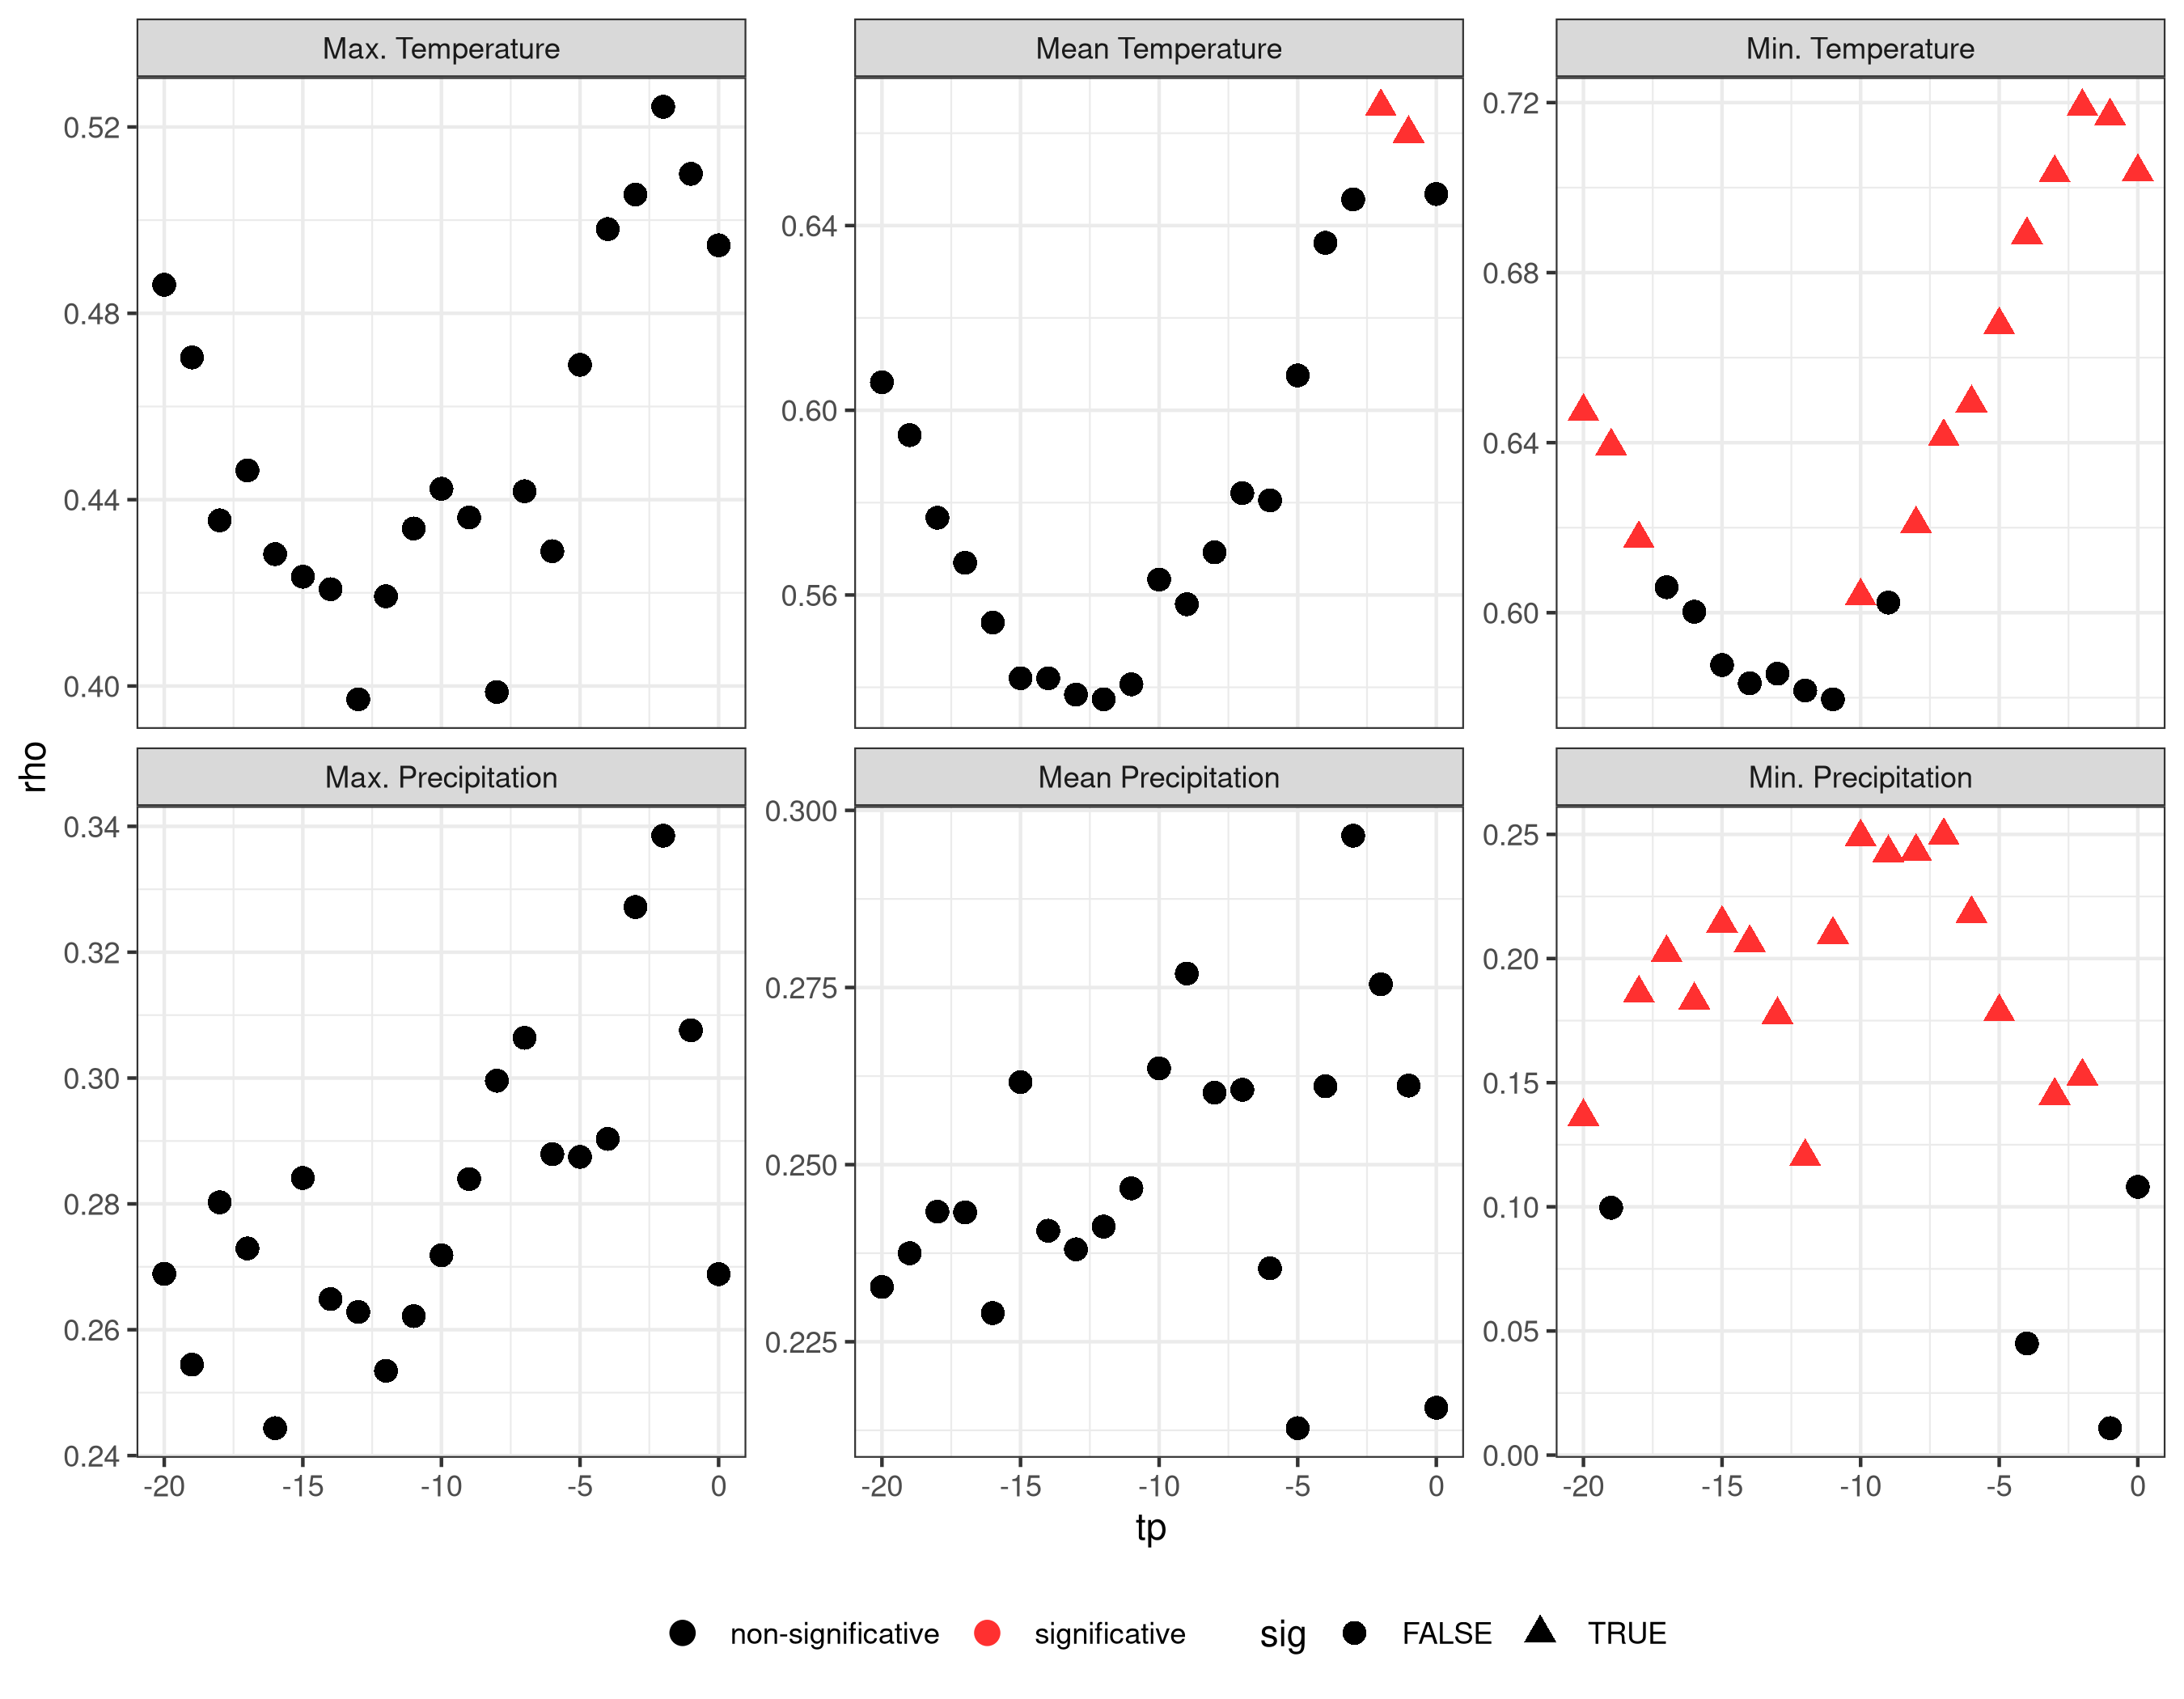 Max. Temperature
Mean Temperature
Min. Temperature
0.52
0.48
0.44
0.40
0.64
0.60
0.56
0.72
0.68
0.64
0.60
rho
Max. Precipitation
Mean Precipitation
Min. Precipitation
0.34
0.32
0.30
0.28
0.26
0.24
0.300
0.275
0.250
0.225
0.25
0.20
0.15
0.10
0.05
0.00
-20 -15 -10 -5 0
-20 -15 -10 -5 0
-20 -15 -10 -5 0
tp
non-significative significative sig FALSE TRUE